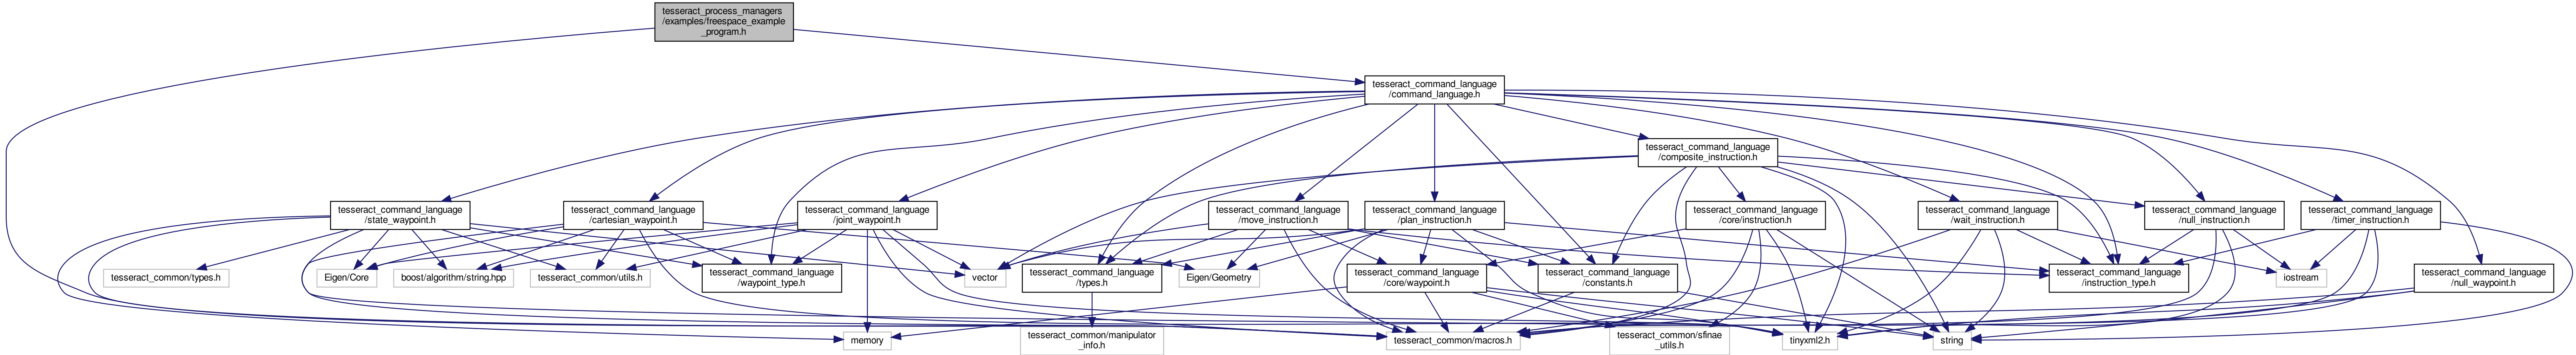 tesseract_process_managers
/examples/freespace_example
_program.h
tesseract_command_language
/command_language.h
tesseract_command_language
/composite_instruction.h
tesseract_command_language
/state_waypoint.h
tesseract_command_language
/cartesian_waypoint.h
tesseract_command_language
/joint_waypoint.h
tesseract_command_language
/move_instruction.h
tesseract_command_language
/plan_instruction.h
tesseract_command_language
/core/instruction.h
tesseract_command_language
/wait_instruction.h
tesseract_command_language
/null_instruction.h
tesseract_command_language
/timer_instruction.h
tesseract_common/types.h
Eigen/Core
boost/algorithm/string.hpp
tesseract_common/utils.h
tesseract_command_language
/waypoint_type.h
vector
tesseract_command_language
/types.h
Eigen/Geometry
tesseract_command_language
/core/waypoint.h
tesseract_command_language
/constants.h
tesseract_command_language
/instruction_type.h
iostream
tesseract_command_language
/null_waypoint.h
memory
tesseract_common/manipulator
_info.h
tesseract_common/macros.h
tesseract_common/sfinae
_utils.h
tinyxml2.h
string